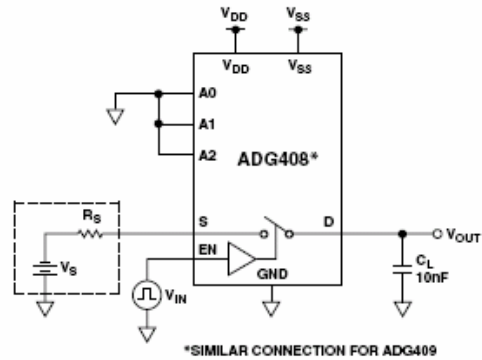 VDD VSS
VDD VSS
A0
A1
A2
ADG408*
RS
S D
VOUT
EN
VS
GND
CL
10nF
VIN
*SIMILAR CONNECTION FOR ADG409